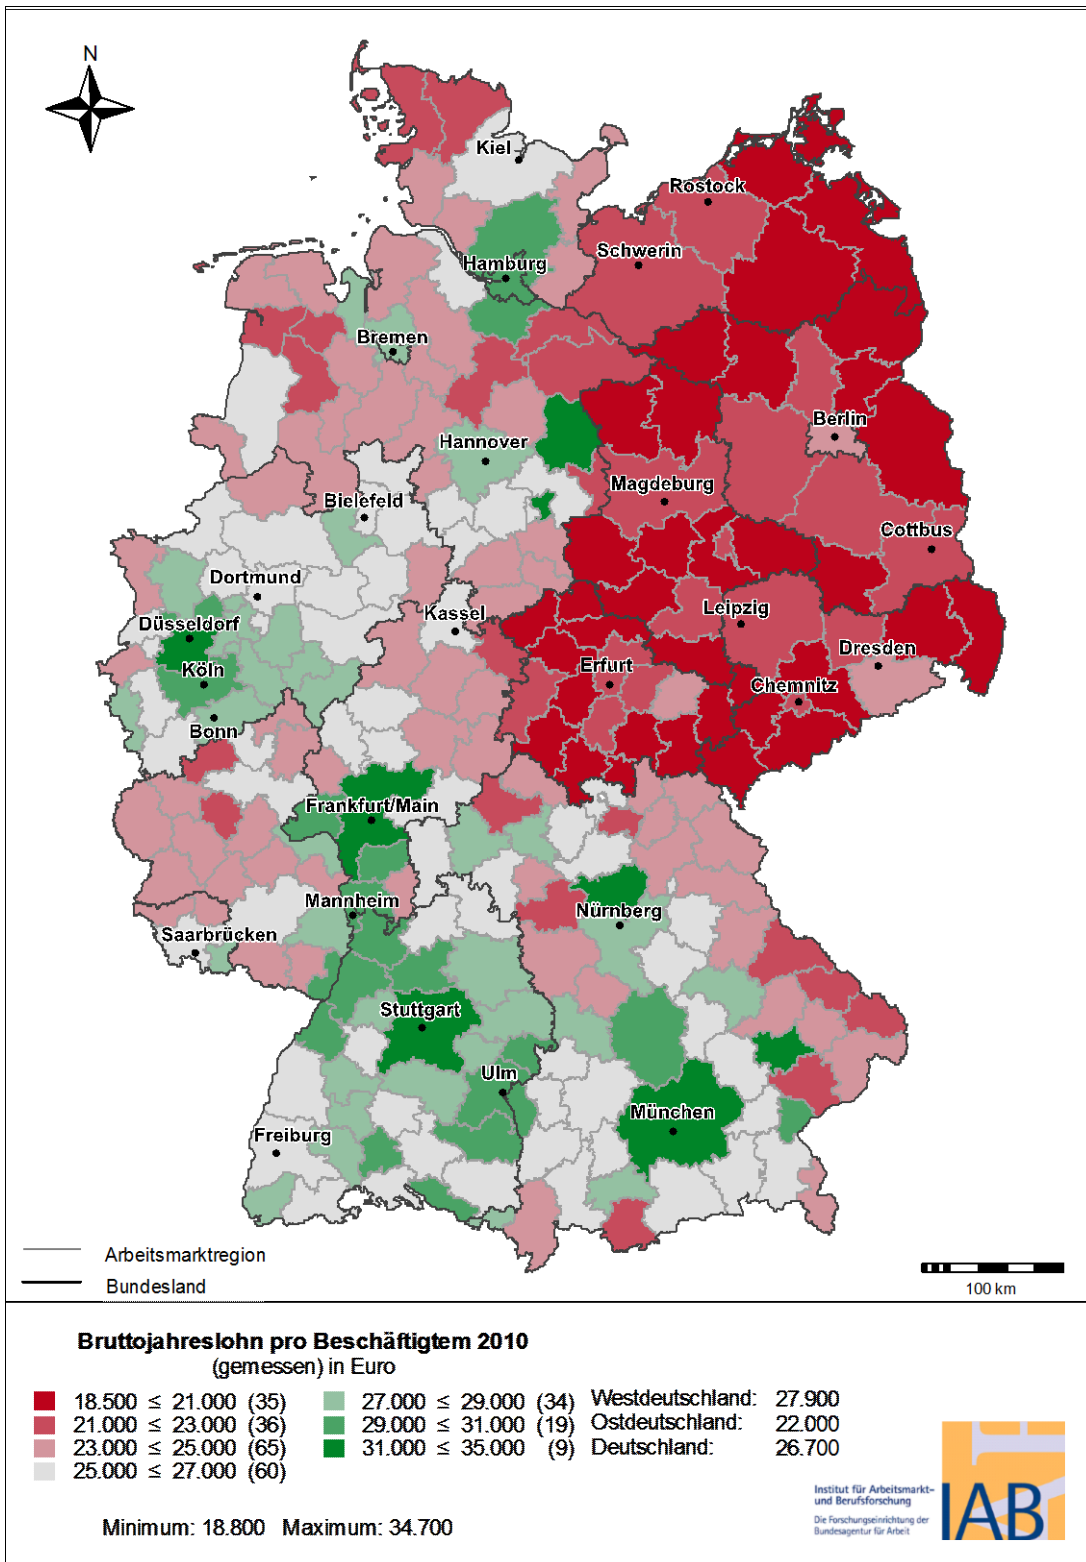 N
Kiel
Rostock
Schwerin
Hamburg
Bremen
Berlin
Hannover
Magdeburg
Bielefeld
Cottbus
Dortmund
Kassel
Leipzig
Düsseldorf
Dresden
Köln
Erfurt
Chemnitz
Bonn
Frankfurt/Main
Mannheim
Nürnberg
Saarbrücken
Stuttgart
Ulm
München
Freiburg
Arbeitsmarktregion
Bundesland
100 km
Bruttojahreslohn pro Beschäftigtem 2010
(gemessen) in Euro
18.500 ≤ 21.000 (35) 27.000 ≤ 29.000 (34) Westdeutschland: 27.900
21.000 ≤ 23.000 (36) 29.000 ≤ 31.000 (19) Ostdeutschland: 22.000
23.000 ≤ 25.000 (65) 31.000 ≤ 35.000 (9) Deutschland: 26.700
25.000 ≤ 27.000 (60)
Minimum: 18.800 Maximum: 34.700
Institut für Arbeitsmarkt-
und Berufsforschung
Die Forschungseinrichtung der
Bundesagentur für Arbeit
IAB